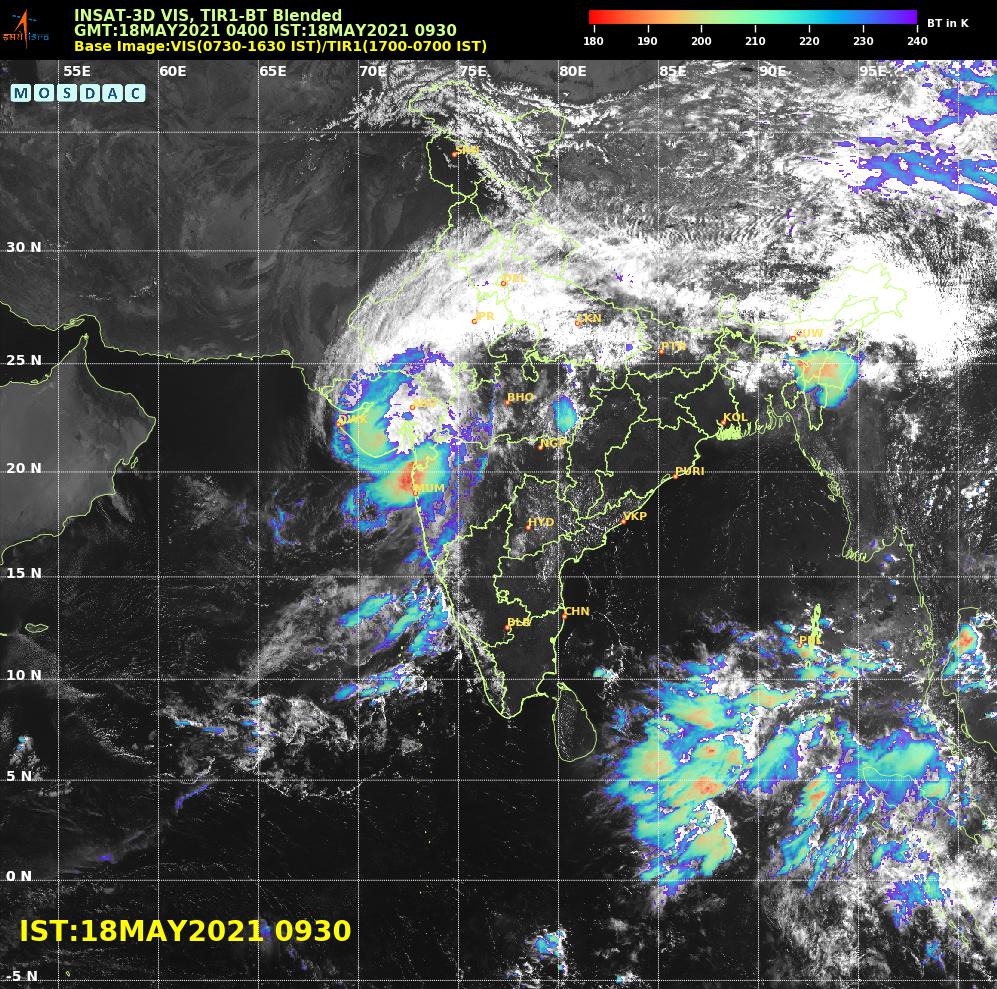 INSAT-3D VIS, TIR1-BT Blended
GMT:18MAY2021 0400 IST:18MAY2021 0930
Base Image:VIS(0730-1630 IST)/TIR1(1700-0700 IST)
BT in K
180 190 200 210 220 230 240
55E 60E 65E 70E 75E 80E 85E 90E 95E
MOSDAC
SRN
30 N
DEL
JPR LKN
GUW
25 N PTN
BHO
DWK
KOL
NGP
20 N PURI
MUM
HYD VKP
15 N
CHN
BLR
PBL
10 N
5 N
0 N
IST:18MAY2021 0930
-5 N